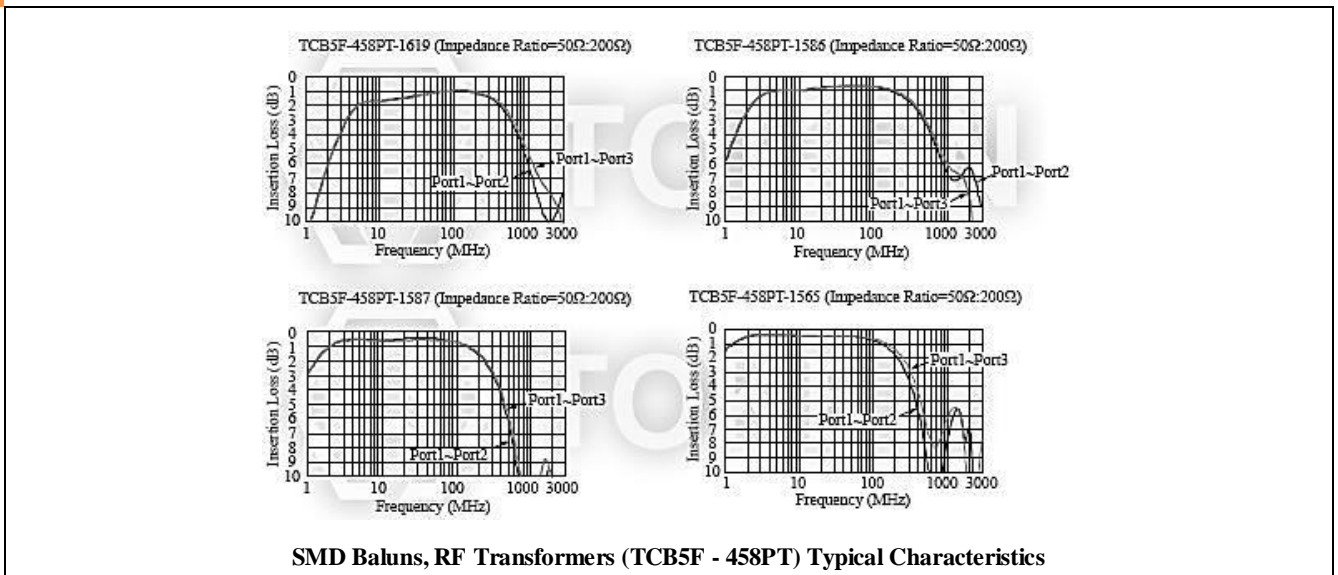 TCB5F-458PT-1619 (Impedance Ratio=50Ω:200Ω)
Insertion Loss (dB)
0
1
2
3
4
5
6
7
8
9
10
Port1~Port3
Port1~Port2
1 10 100 1000 3000
Frequency (MHz)
TCB5F-458PT-1586 (Impedance Ratio=50Ω:200Ω)
Insertion Loss (dB)
0
1
2
3
4
5
6
7
8
9
10
Port1~Port2
Port1~Port3
1 10 100 1000 3000
Frequency (MHz)
TCB5F-458PT-1587 (Impedance Ratio=50Ω:200Ω)
Insertion Loss (dB)
0
1
2
3
4
5
6
7
8
9
10
Port1~Port3
Port1~Port2
1 10 100 1000 3000
Frequency (MHz)
TCB5F-458PT-1565 (Impedance Ratio=50Ω:200Ω)
Insertion Loss (dB)
0
1
2
3
4
5
6
7
8
9
10
Port1~Port3
Port1~Port2
1 10 100 1000 3000
Frequency (MHz)
SMD Baluns, RF Transformers (TCB5F - 458PT) Typical Characteristics